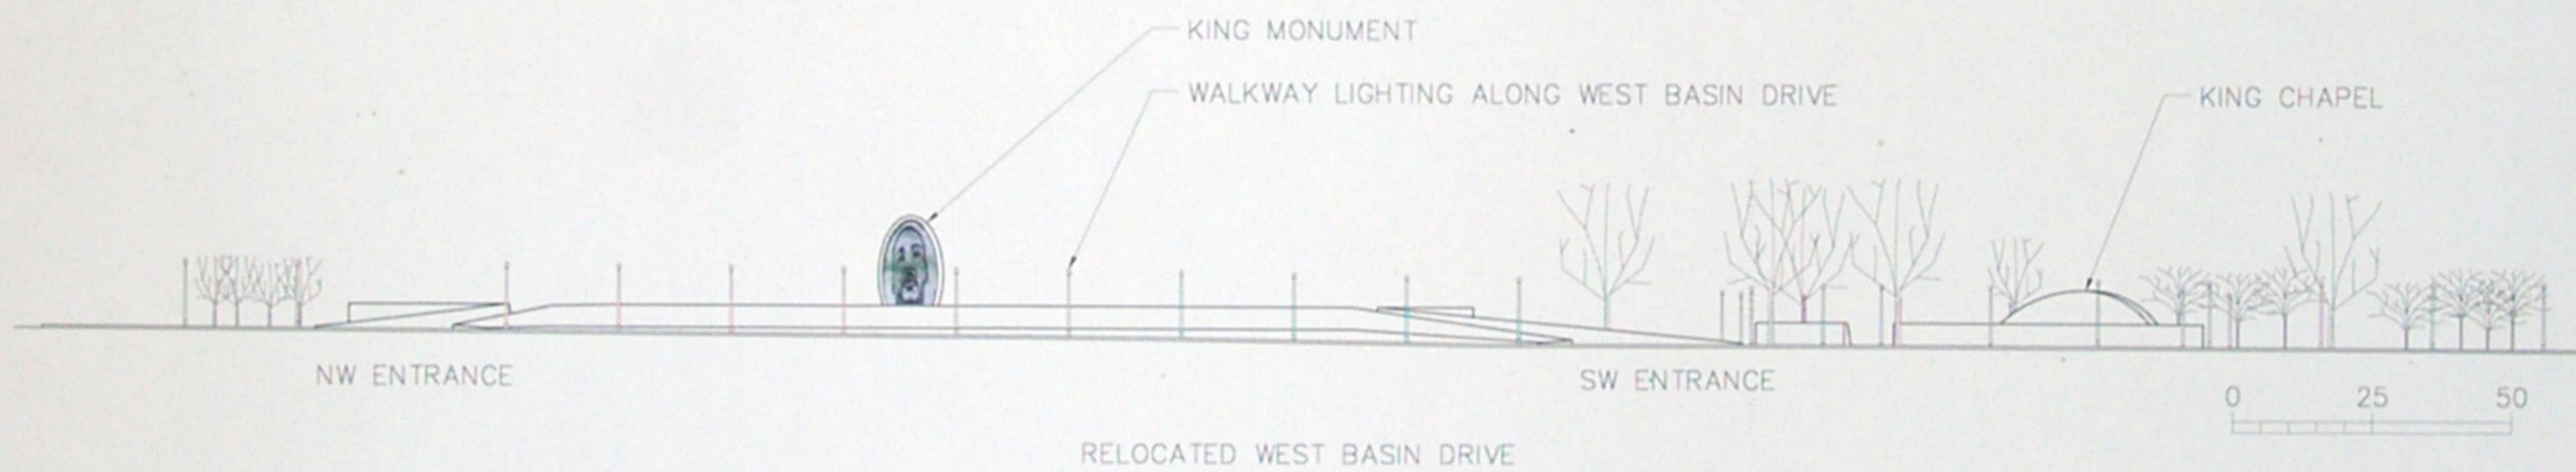 KING MONUMENT
WALKWAY LIGHTING ALONG WEST BASIN DRIVE
KING CHAPEL
NW ENTRANCE
SW ENTRANCE
0 25 50
RELOCATED WEST BASIN DRIVE